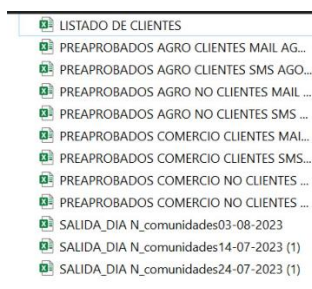 LISTADO DE CLIENTES
PREAPROBADOS AGRO CLIENTES MAIL AG...
PREAPROBADOS AGRO CLIENTES SMS AGO...
PREAPROBADOS AGRO NO CLIENTES MAIL ...
PREAPROBADOS AGRO NO CLIENTES SMS ...
PREAPROBADOS COMERCIO CLIENTES MAI...
PREAPROBADOS COMERCIO CLIENTES SMS...
PREAPROBADOS COMERCIO NO CLIENTES ...
PREAPROBADOS COMERCIO NO CLIENTES ...
SALIDA_DIA N_comunidades03-08-2023
SALIDA_DIA N_comunidades14-07-2023 (1)
SALIDA_DIA N_comunidades24-07-2023 (1)